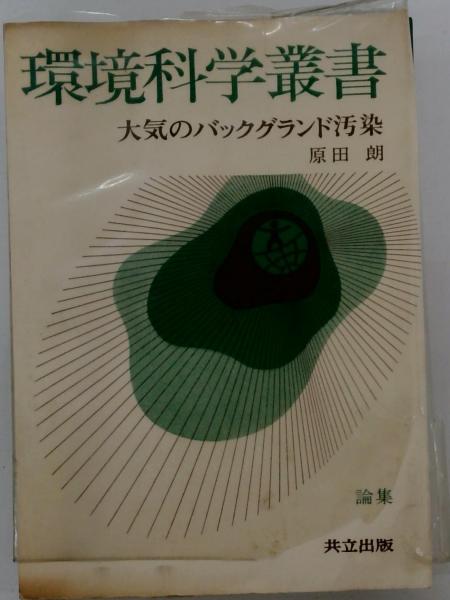 環境科学叢書
大気のバックグランド汚染
原田 朗
論集
共立出版